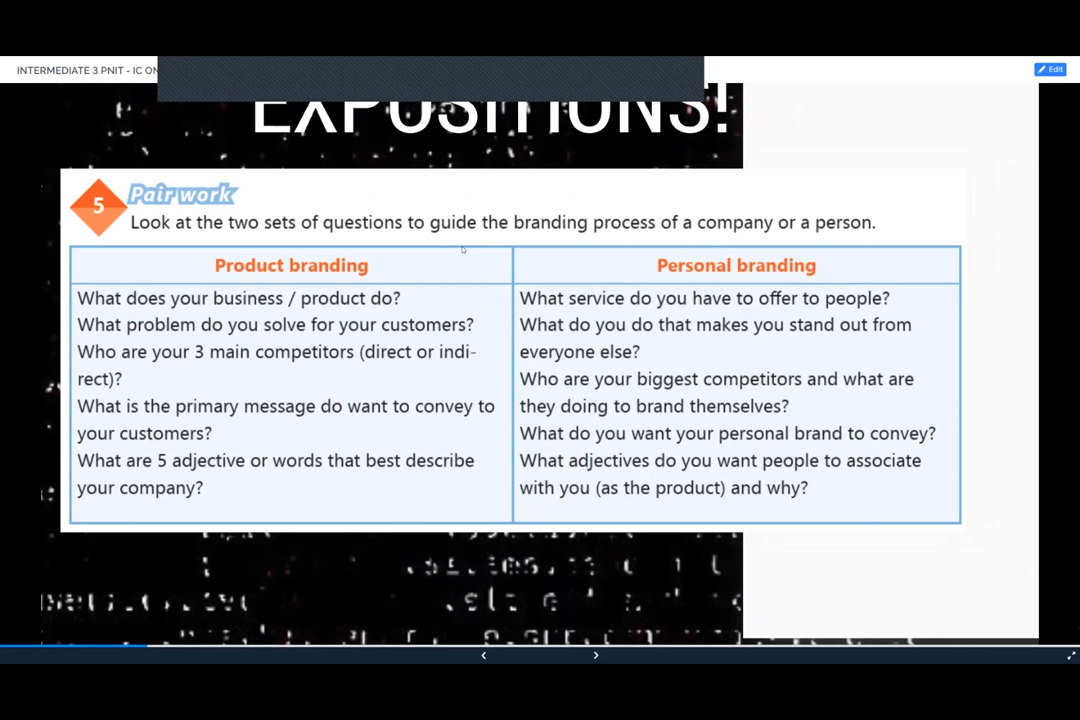 INTERMEDIATE 3 PNIT - IC ON
Edit
EXPOSITIONS!
5
Pair work
Look at the two sets of questions to guide the branding process of a company or a person.
Product branding
What does your business / product do?
What problem do you solve for your customers?
Who are your 3 main competitors (direct or indi-
rect)?
What is the primary message do want to convey to
your customers?
What are 5 adjective or words that best describe
your company?
Personal branding
What service do you have to offer to people?
What do you do that makes you stand out from
everyone else?
Who are your biggest competitors and what are
they doing to brand themselves?
What do you want your personal brand to convey?
What adjectives do you want people to associate
with you (as the product) and why?